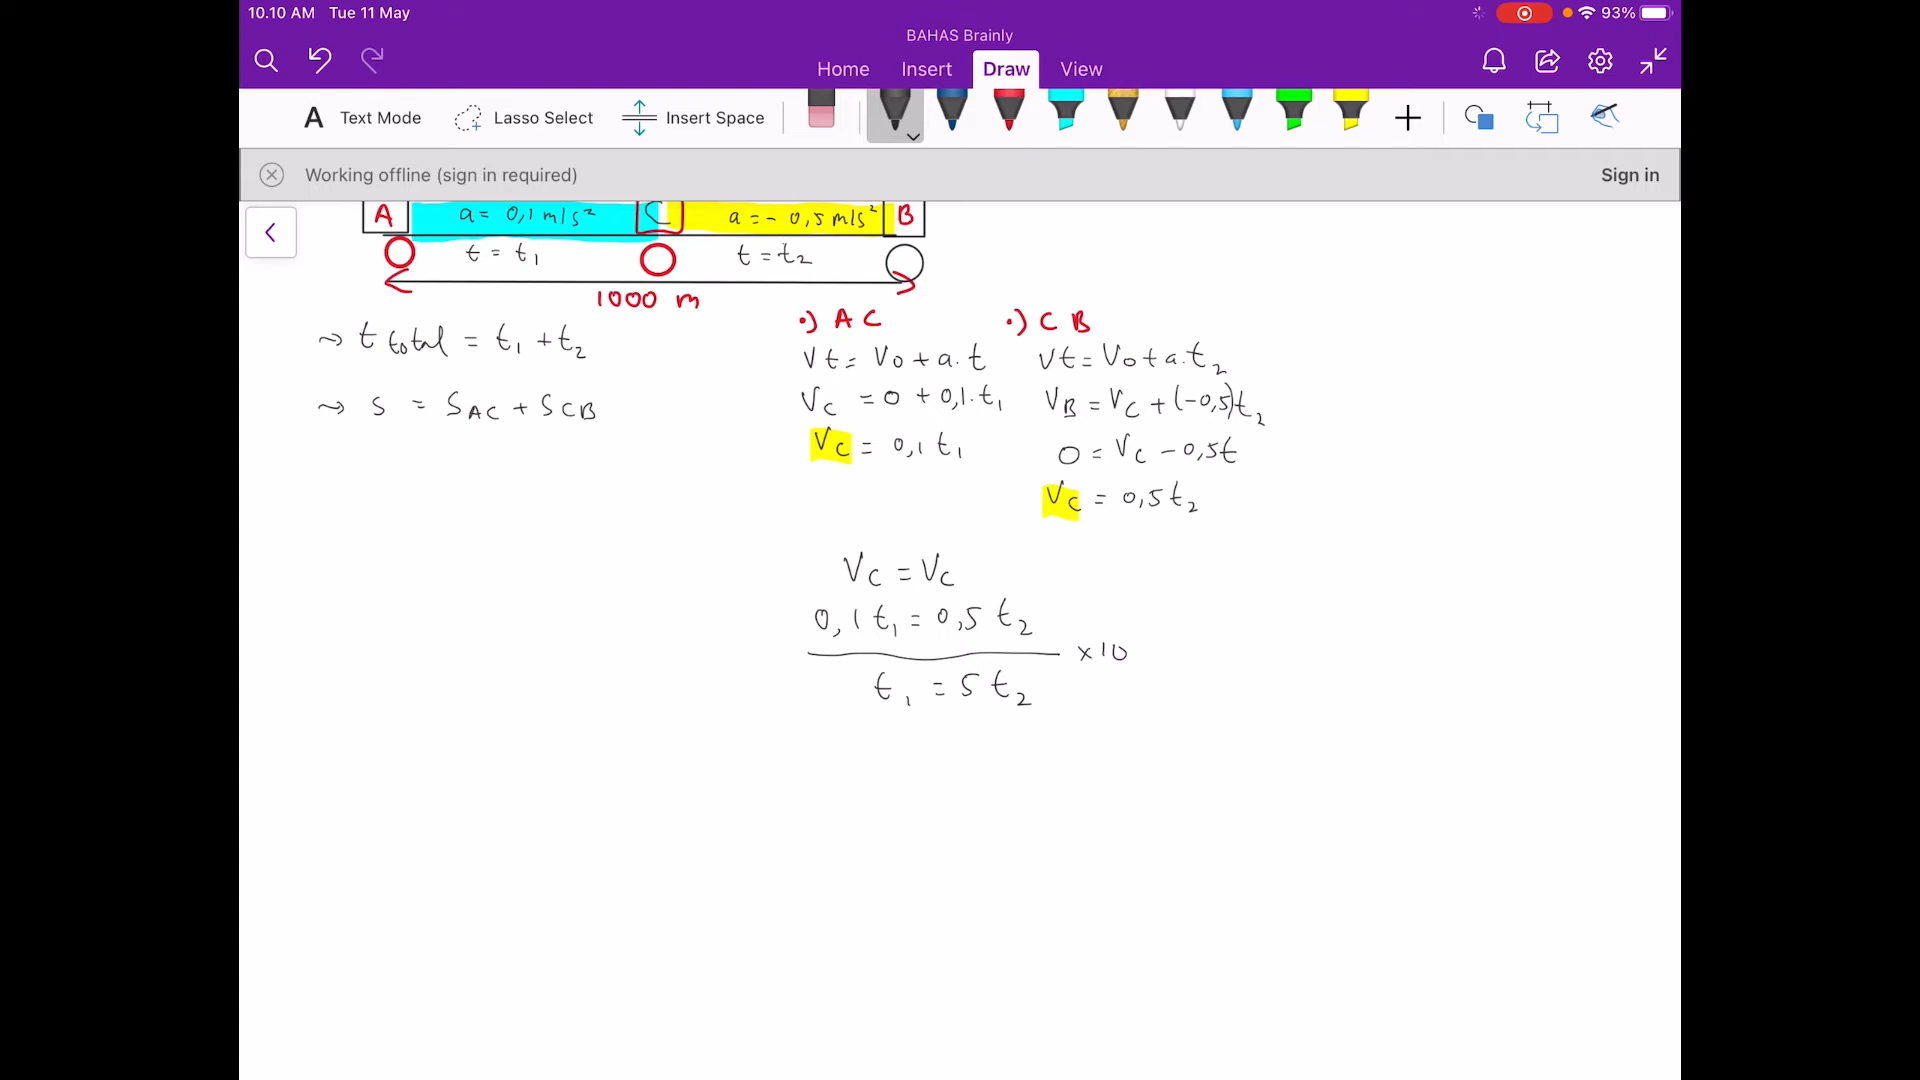 10.10 AM Tue 11 May
93%
BAHAS Brainly
Home Insert Draw View
A Text Mode Lasso Select Insert Space
Working offline (sign in required) Sign in
A a = 0,1 m/s² C a = - 0,5 m/s² B
t = t₁ t = t₂
1000 m
•) AC •) CB
→ t total = t₁ + t₂
Vt = Vo + a. t Vt = Vo + a. t₂
Vc = 0 + 0,1. t₁ VB = Vc + (-0,5) t₂
→ S = SAC + SCB
Vc = 0,1 t₁ 0 = Vc - 0,5t
Vc = 0,5 t₂
Vc = Vc
0,1 t₁ = 0,5 t₂
×10
t₁ = 5 t₂